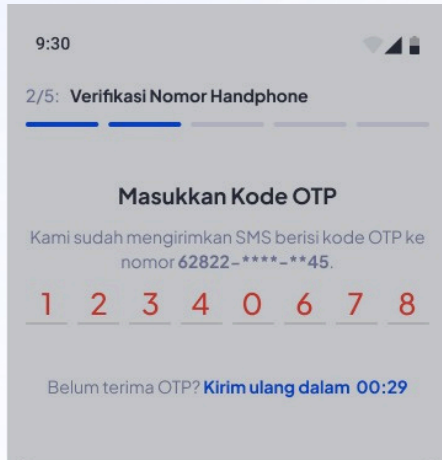 9:30
2/5: Verifikasi Nomor Handphone
Masukkan Kode OTP
Kami sudah mengirimkan SMS berisi kode OTP ke
nomor 62822-****-**45.
1 2 3 4 0 6 7 8
Belum terima OTP? Kirim ulang dalam 00:29